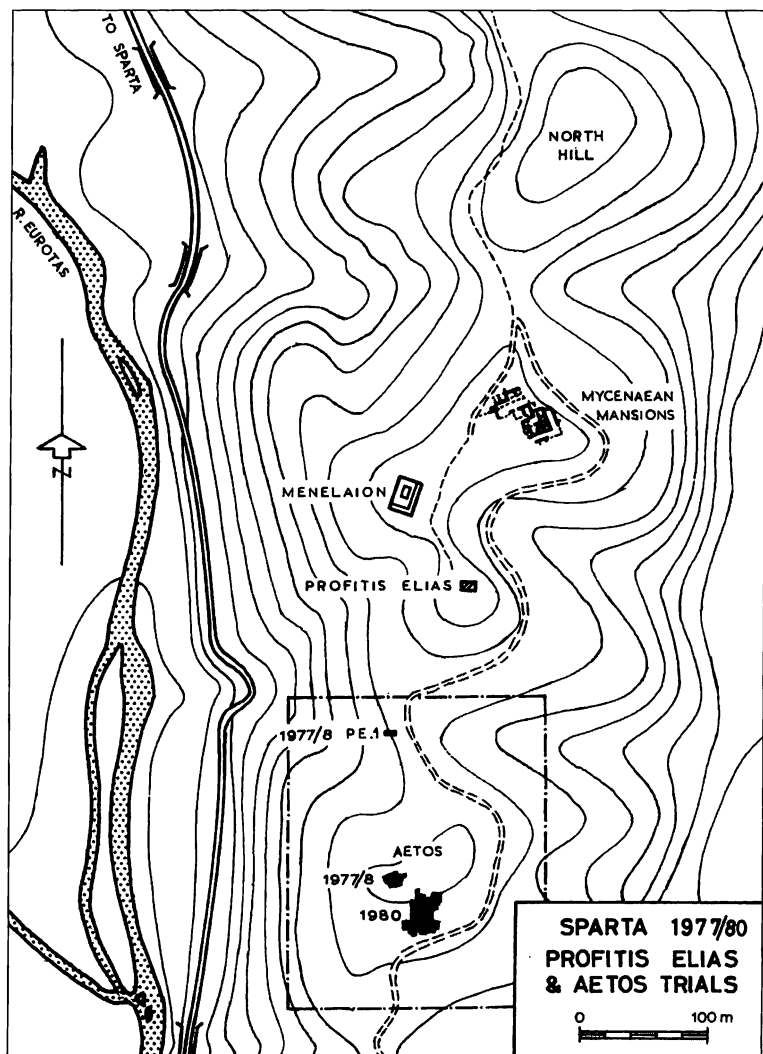 TO SPARTA
NORTH
HILL
R. EUROTAS
MYCENAEAN
MANSIONS
N
MENELAION
PROFITIS ELIAS
1977/8 PE.1
AETOS
1977/8
1980
SPARTA 1977/80
PROFITIS ELIAS
& AETOS TRIALS
0 100 m